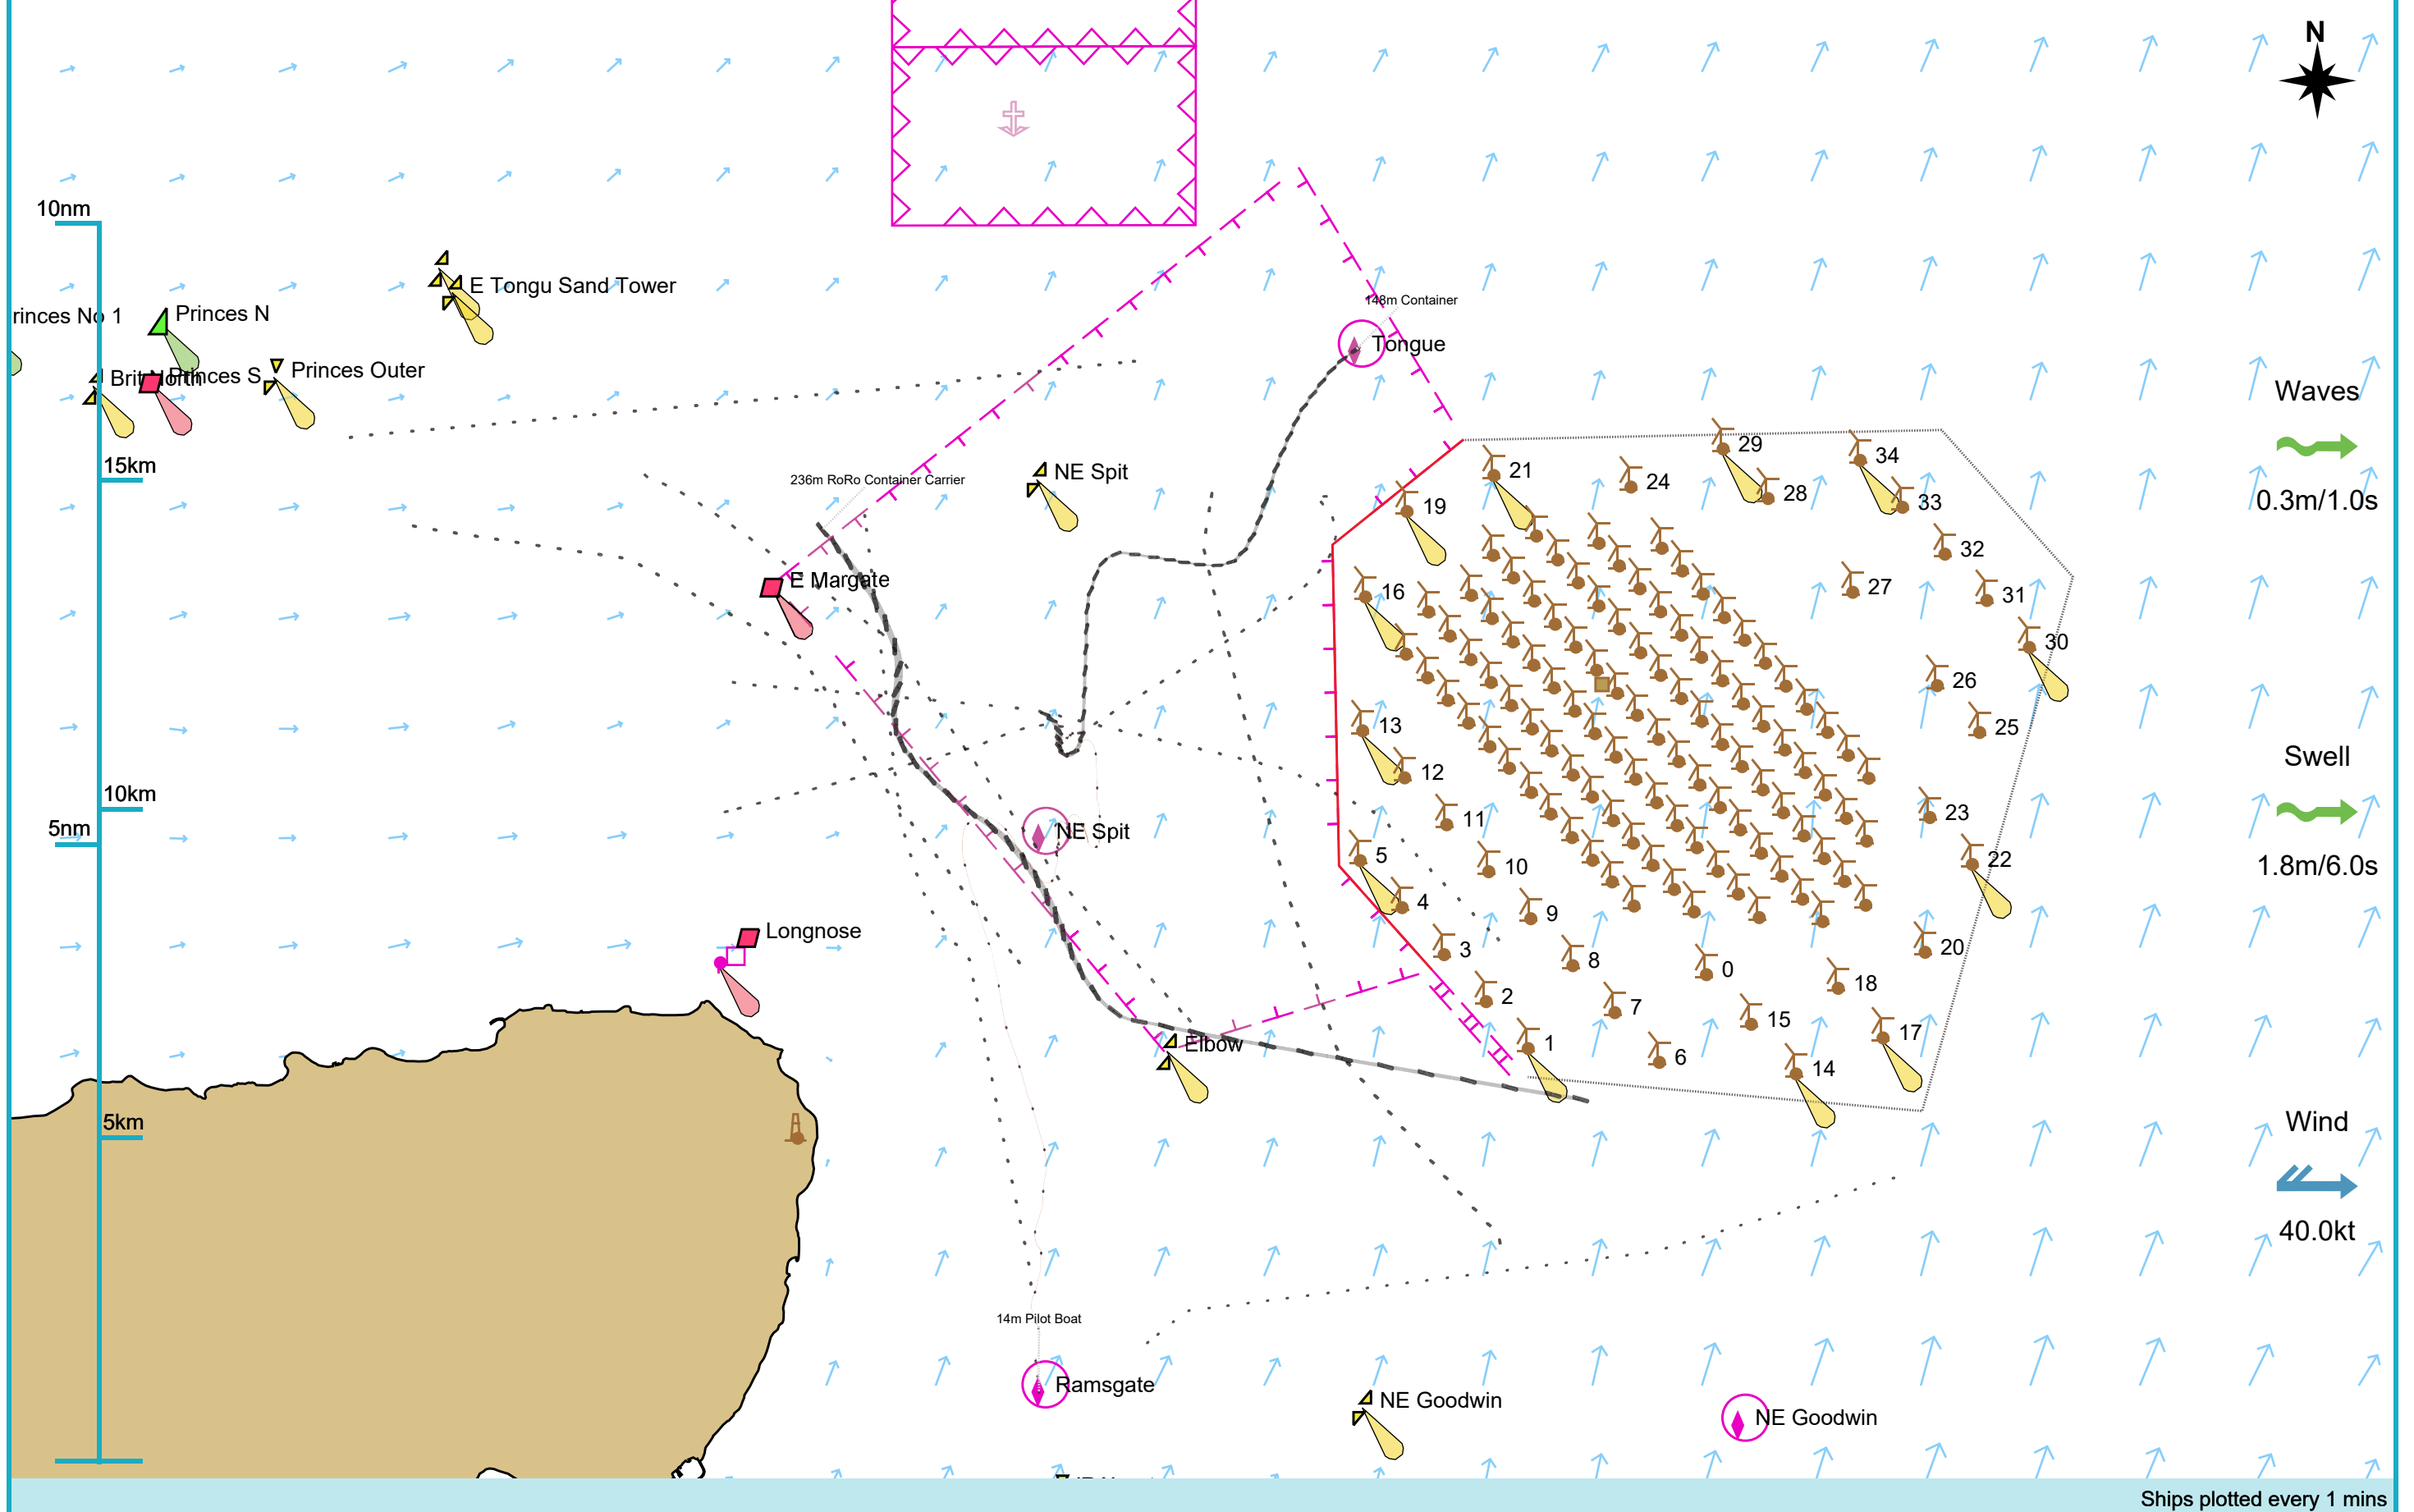 N
10nm
E Tongu Sand Tower
rinces No 1
Princes N
148m Container
Tongue
Brit North
Princes S
Princes Outer
Waves
0.3m/1.0s
29
34
21
24
28
33
19
15km
236m RoRo Container Carrier
NE Spit
32
E Margate
16
27
31
30
26
13
25
Swell
1.8m/6.0s
12
10km
11
23
5nm
NE Spit
5
10
22
4
9
Longnose
3
8
0
20
2
7
18
15
17
Elbow
1
6
14
5km
Wind
40.0kt
14m Pilot Boat
Ramsgate
NE Goodwin
NE Goodwin
Ships plotted every 1 mins